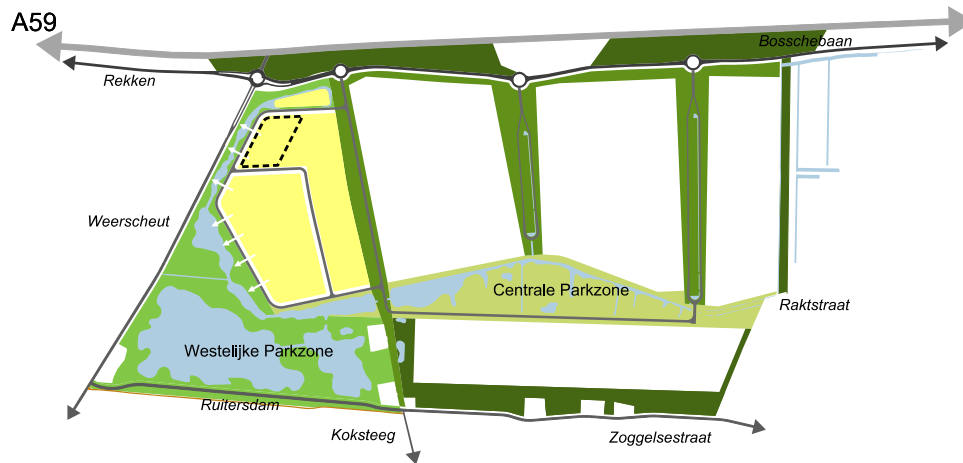 A59
Bosschebaan
Rekken
Weerscheut
Centrale Parkzone
Raktstraat
Westelijke Parkzone
Ruitersdam
Koksteeg
Zoggelsestraat